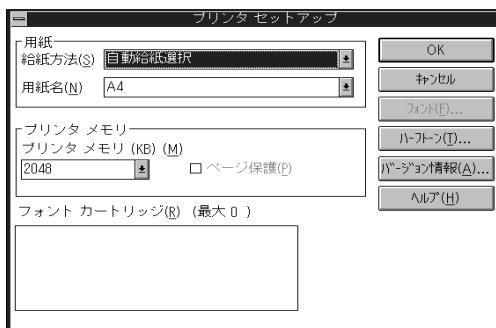 プリンタ セットアップ
用紙
給紙方法(S) 自動給紙選択
用紙名(N) A4
プリンタ メモリ
プリンタ メモリ (KB) (M)
2048 ページ保護(P)
フォント カートリッジ(R) (最大 0 )
OK
ｷｬﾝｾﾙ
ﾌｫﾝﾄ(F)...
ﾊｰﾌﾄｰﾝ(T)...
ﾊﾞｰｼﾞｮﾝ情報(A)...
ﾍﾙﾌﾟ(H)